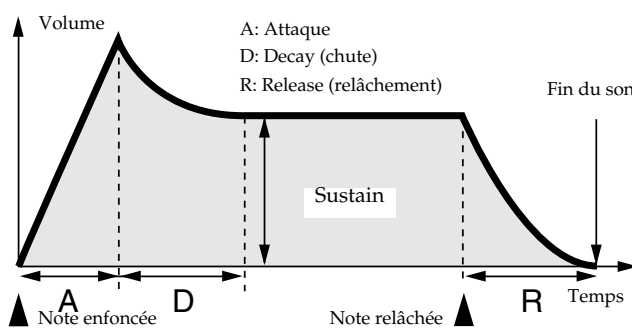 Volume
A: Attaque
D: Decay (chute)
R: Release (relâchement)
Fin du son
Sustain
A
D
R
Temps
Note enfoncée
Note relâchée